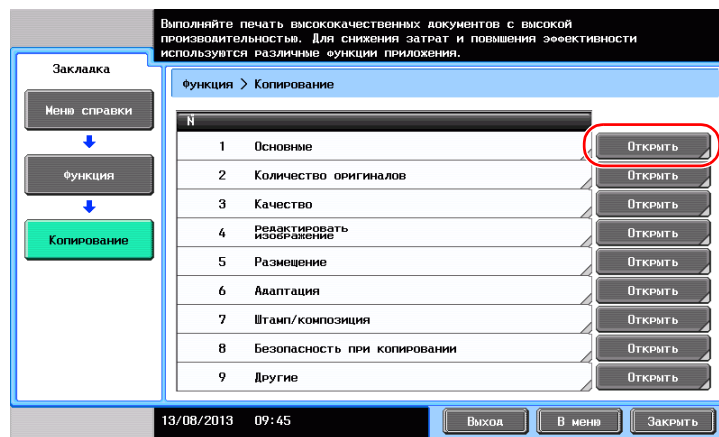 Выполняйте печать высококачественных документов с высокой
производительностью. Для снижения затрат и повышения эффективности
используются различные функции приложения.
Закладка
Меню справки
Функция
Копирование
Функция > Копирование
№
1 Основные Открыть
2 Количество оригиналов Открыть
3 Качество Открыть
4 Редактировать
изображение Открыть
5 Размещение Открыть
6 Адаптация Открыть
7 Штамп/композиция Открыть
8 Безопасность при копировании Открыть
9 Другие Открыть
13/08/2013 09:45 Выход В меню Закрыть